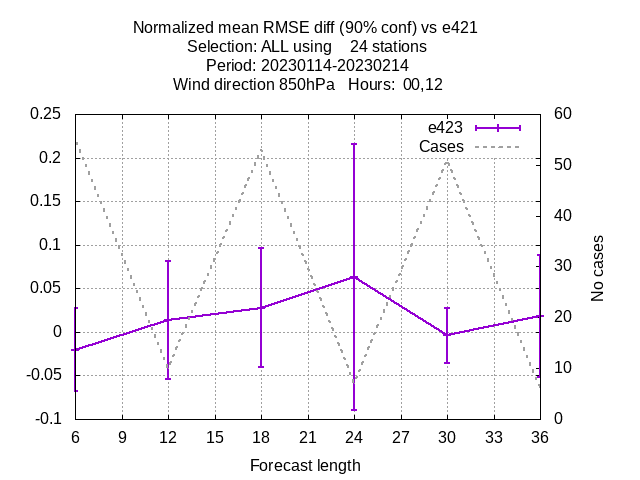 Normalized mean RMSE diff (90% conf) vs e421
Selection: ALL using    24 stations
Period: 20230114-20230214
Wind direction 850hPa   Hours:  00,12
0.25
0.2
0.15
0.1
0.05
0
-0.05
-0.1
e423
Cases
60
50
40
30
20
10
0
No cases
6 9 12 15 18 21 24 27 30 33 36
Forecast length